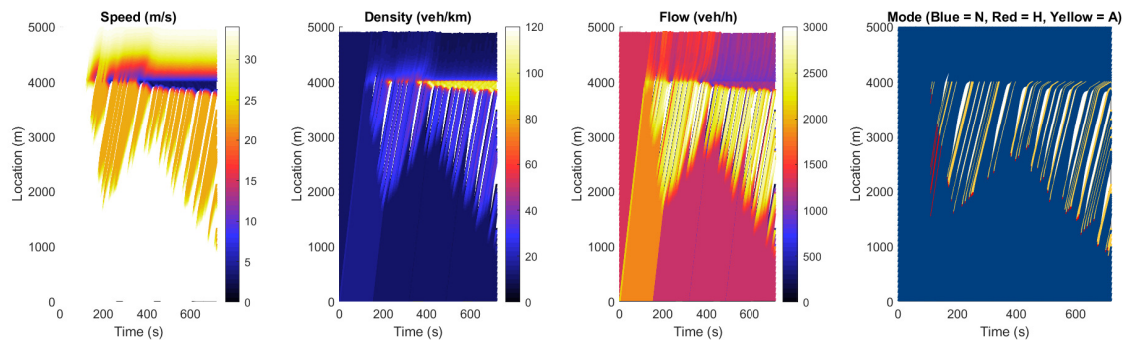 Speed (m/s)
5000
4000
3000
2000
1000
0
Location (m)
0 200 400 600
Time (s)
30
25
20
15
10
5
0
Density (veh/km)
5000
4000
3000
2000
1000
0
Location (m)
0 200 400 600
Time (s)
120
100
80
60
40
20
0
Flow (veh/h)
5000
4000
3000
2000
1000
0
Location (m)
0 200 400 600
Time (s)
3000
2500
2000
1500
1000
500
0
Mode (Blue = N, Red = H, Yellow = A)
5000
4000
3000
2000
1000
0
Location (m)
0 200 400 600
Time (s)